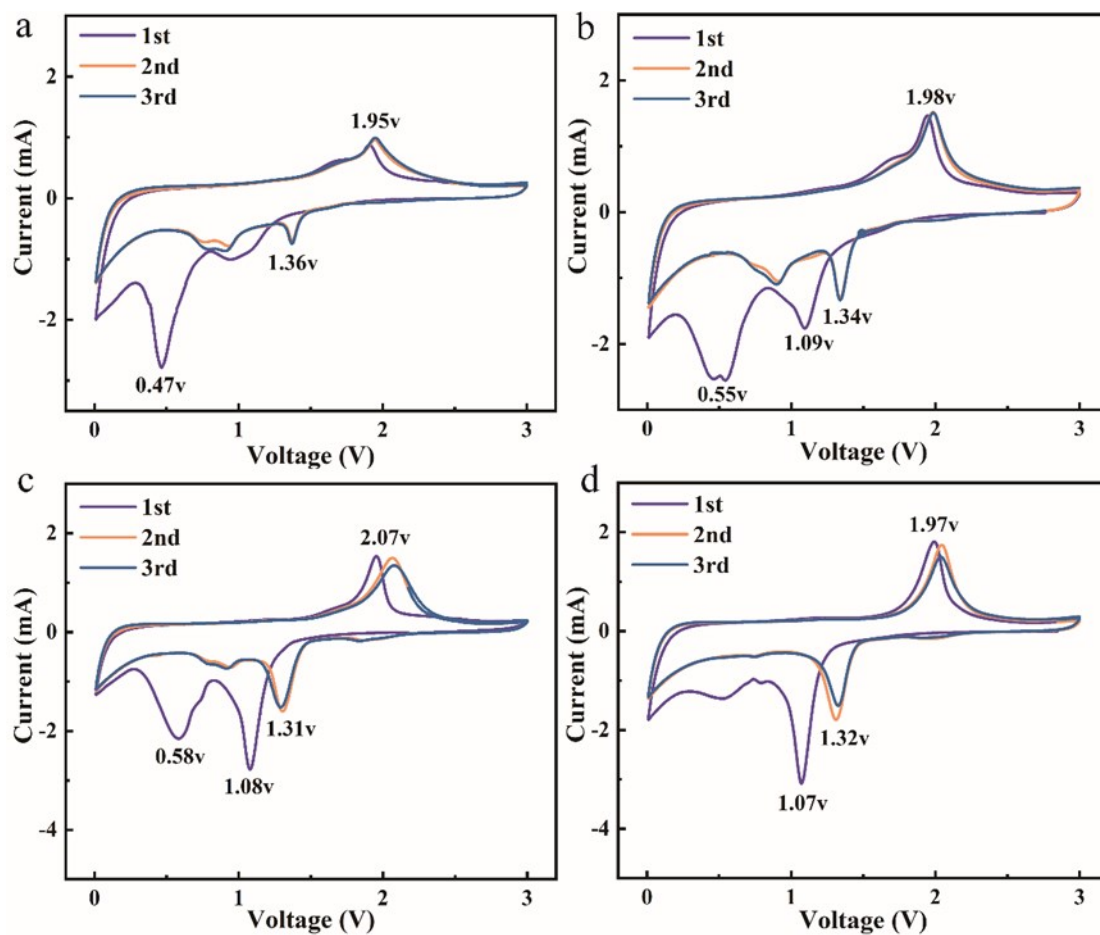 a
1st
2nd
3rd
1.95v
1.36v
0.47v
2
0
-2
0
1
2
3
Current (mA)
Voltage (V)
b
1st
2nd
3rd
1.98v
1.34v
1.09v
0.55v
2
0
-2
0
1
2
3
Current (mA)
Voltage (V)
c
1st
2nd
3rd
2.07v
1.31v
0.58v
1.08v
2
0
-2
-4
0
1
2
3
Current (mA)
Voltage (V)
d
1st
2nd
3rd
1.97v
1.32v
1.07v
2
0
-2
-4
0
1
2
3
Current (mA)
Voltage (V)